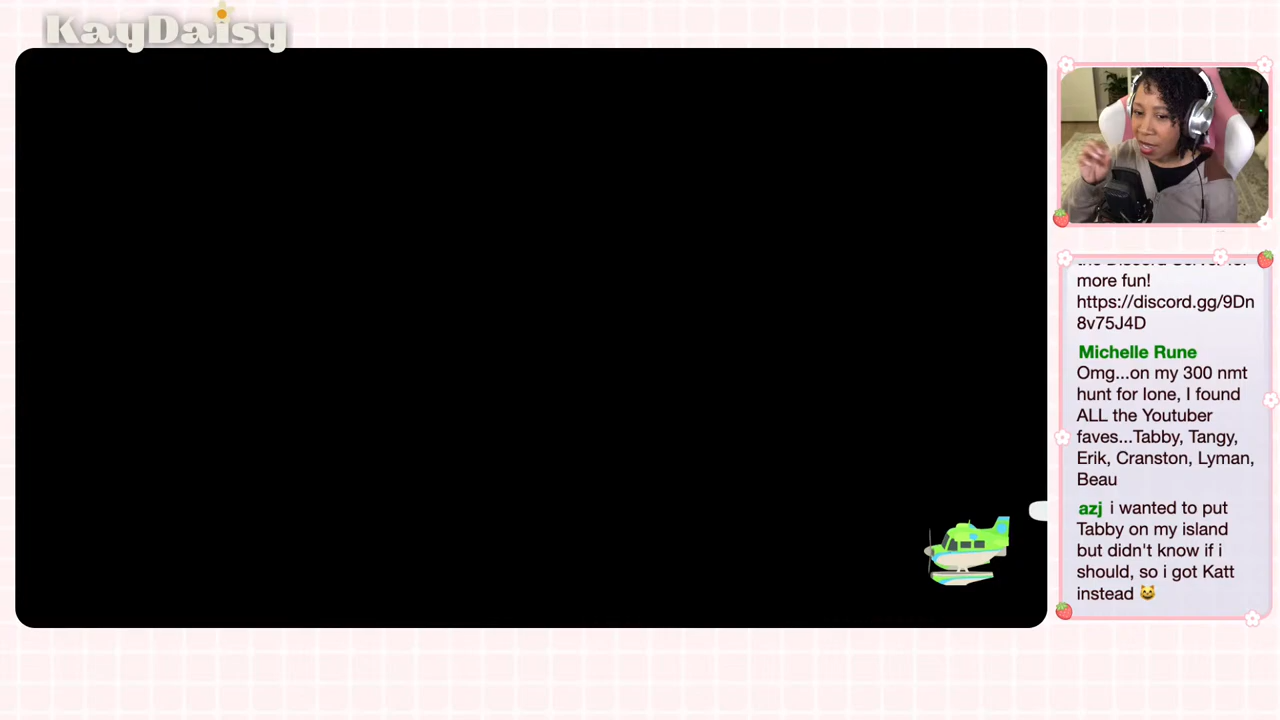 KayDaisy
more fun!
https://discord.gg/9Dn
8v75J4D
Michelle Rune
Omg...on my 300 nmt
hunt for Ione, I found
ALL the Youtuber
faves...Tabby, Tangy,
Erik, Cranston, Lyman,
Beau
azj i wanted to put
Tabby on my island
but didn't know if i
should, so i got Katt
instead 😺